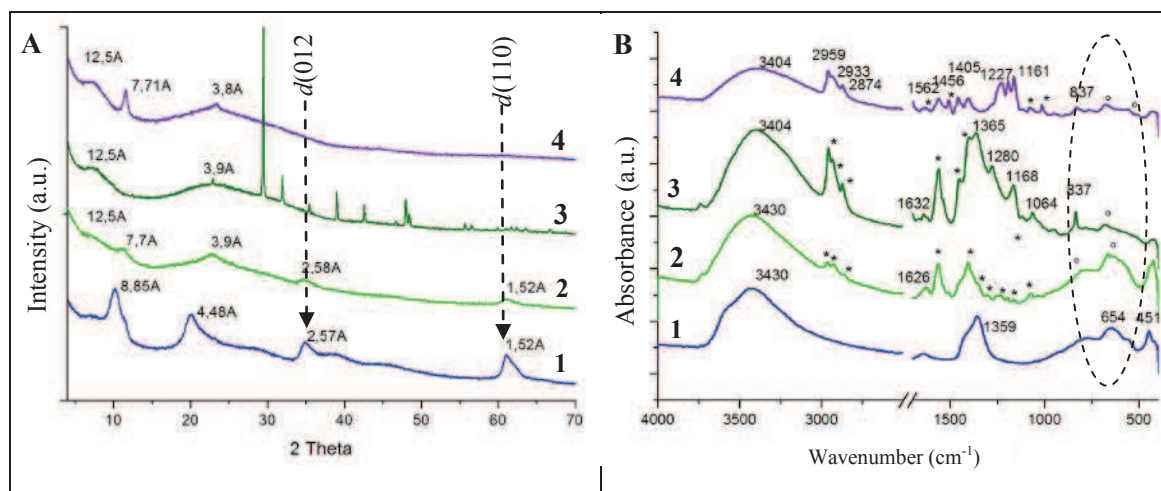 A
Intensity (a.u.)
2 Theta
10 20 30 40 50 60 70
d(012
d(110)
12,5A 7,71A 3,8A 4
12,5A 3,9A 3
12,5A 7,7A 3,9A 2,58A 1,52A 2
8,85A 4,48A 2,57A 1,52A 1
B
Absorbance (a.u.)
Wavenumber (cm-1)
4000 3500 3000 2500 1500 1000 500
4 3404 2959 2933 2874 1562 * 1456 * 1405 1227 1161 * * 837 ° °
3 3404 * * * 1632 * * * 1365 1280 1168 1064 837 °
2 3430 * * * 1626 * * * * * * * * * ° °
1 3430 1359 654 451